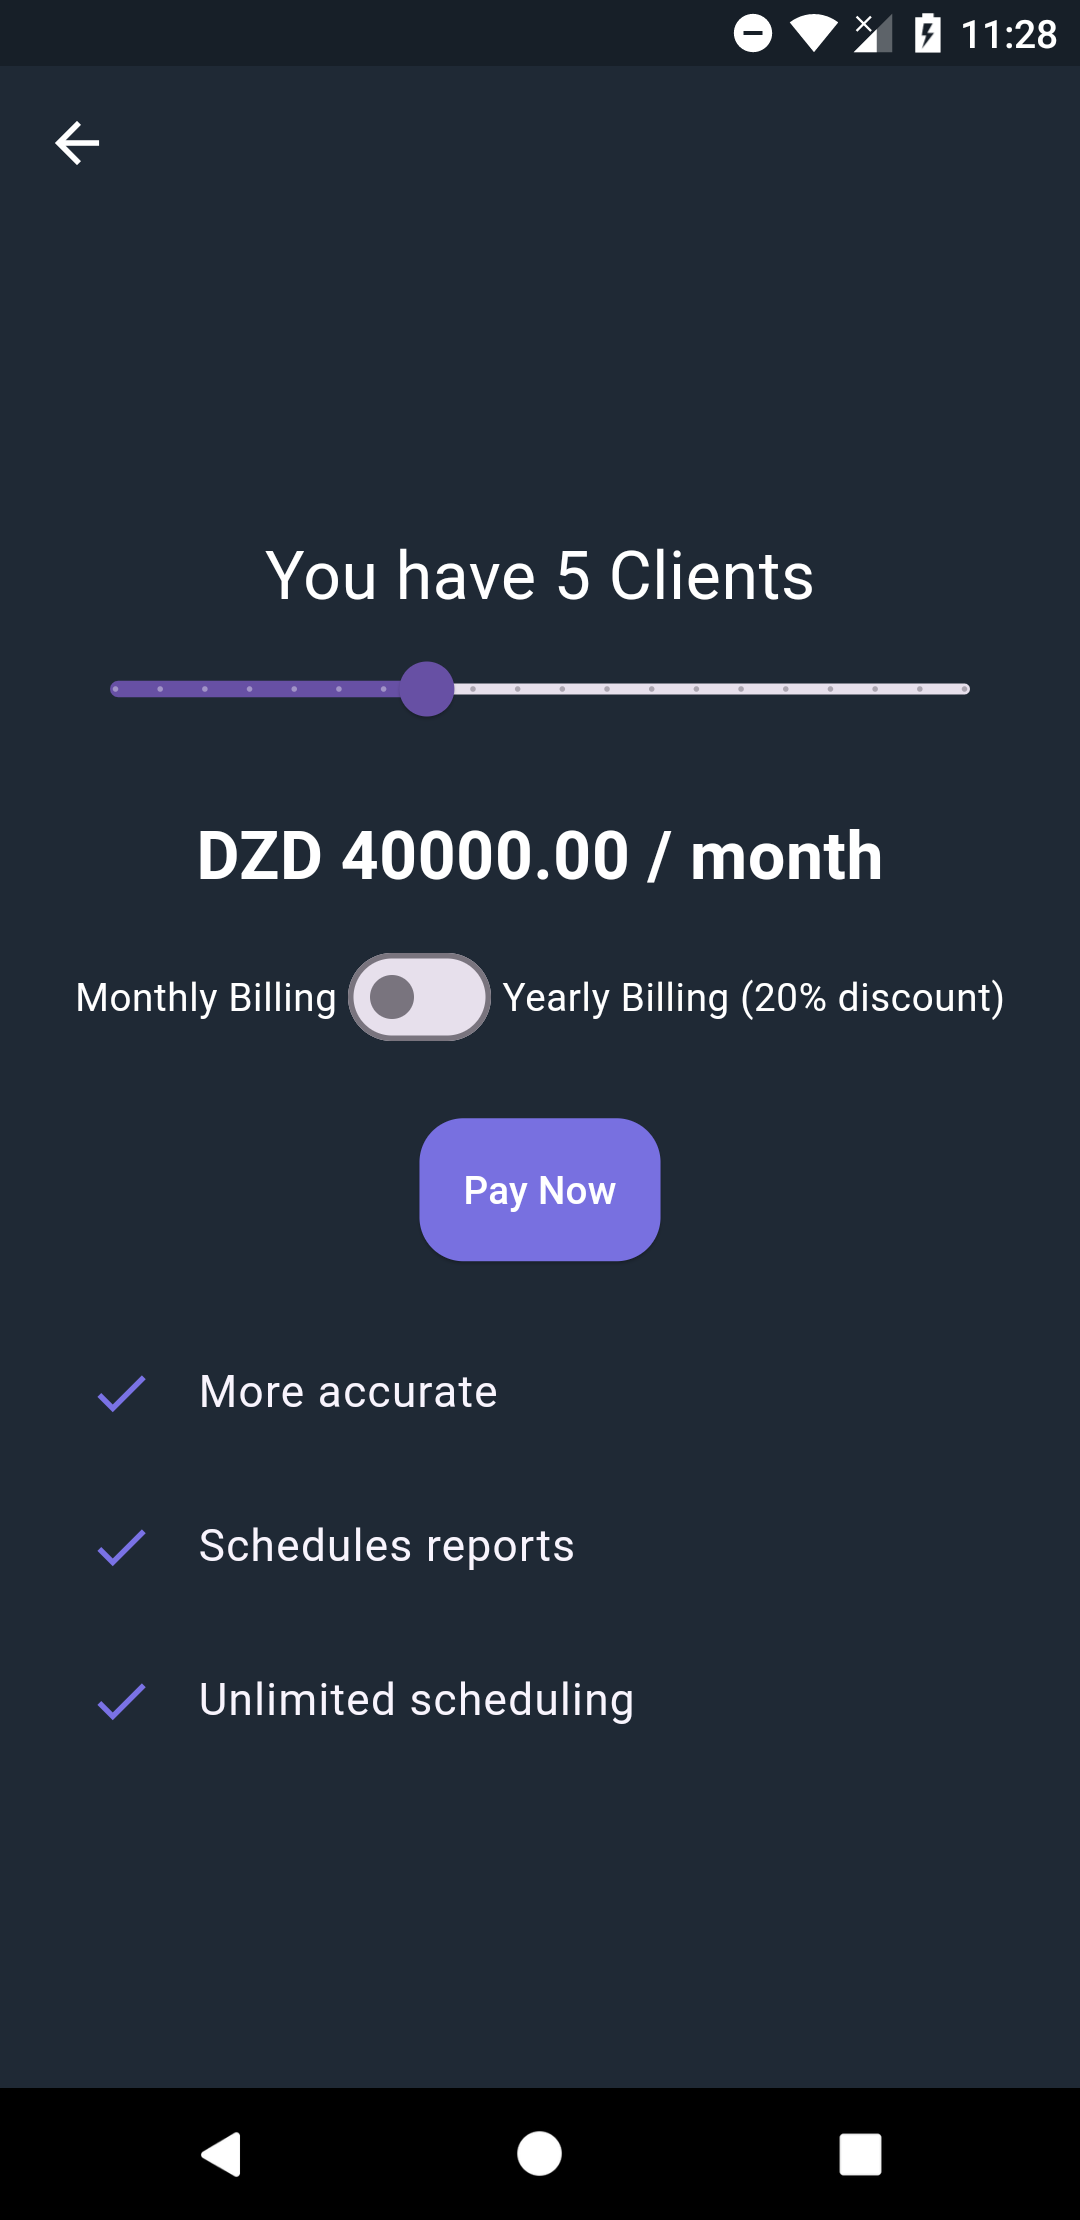 11:28
You have 5 Clients
DZD 40000.00 / month
Monthly Billing Yearly Billing (20% discount)
Pay Now
More accurate
Schedules reports
Unlimited scheduling